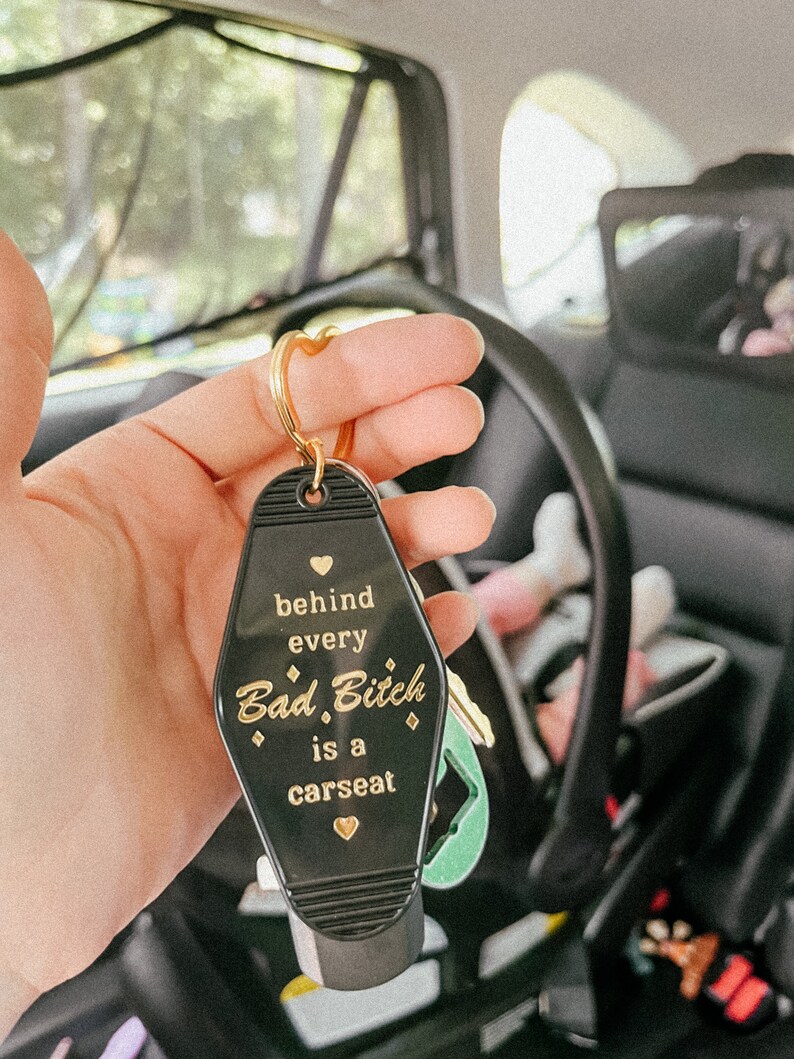 behind
every
Bad Bitch
is a
carseat